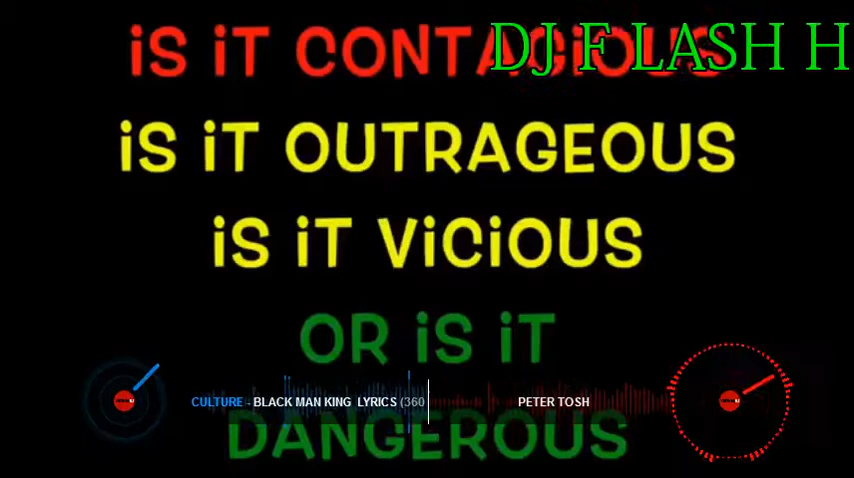 iS iT CONTAGiOUS
DJ F LASH H
iS iT OUTRAGEOUS
iS iT ViCiOUS
OR iS iT
CULTURE - BLACK MAN KING LYRICS (360
PETER TOSH
DANGEROUS